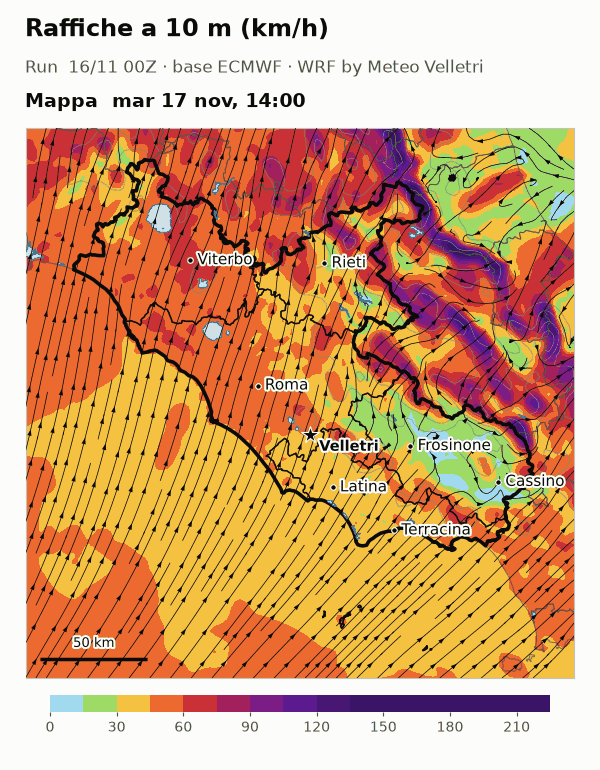 Raffiche a 10 m (km/h)
Run  16/11 00Z · base ECMWF · WRF by Meteo Velletri
Mappa  mar 17 nov, 14:00
Viterbo
Rieti
Roma
Velletri
Frosinone
Latina
Cassino
Terracina
50 km
0 30 60 90 120 150 180 210